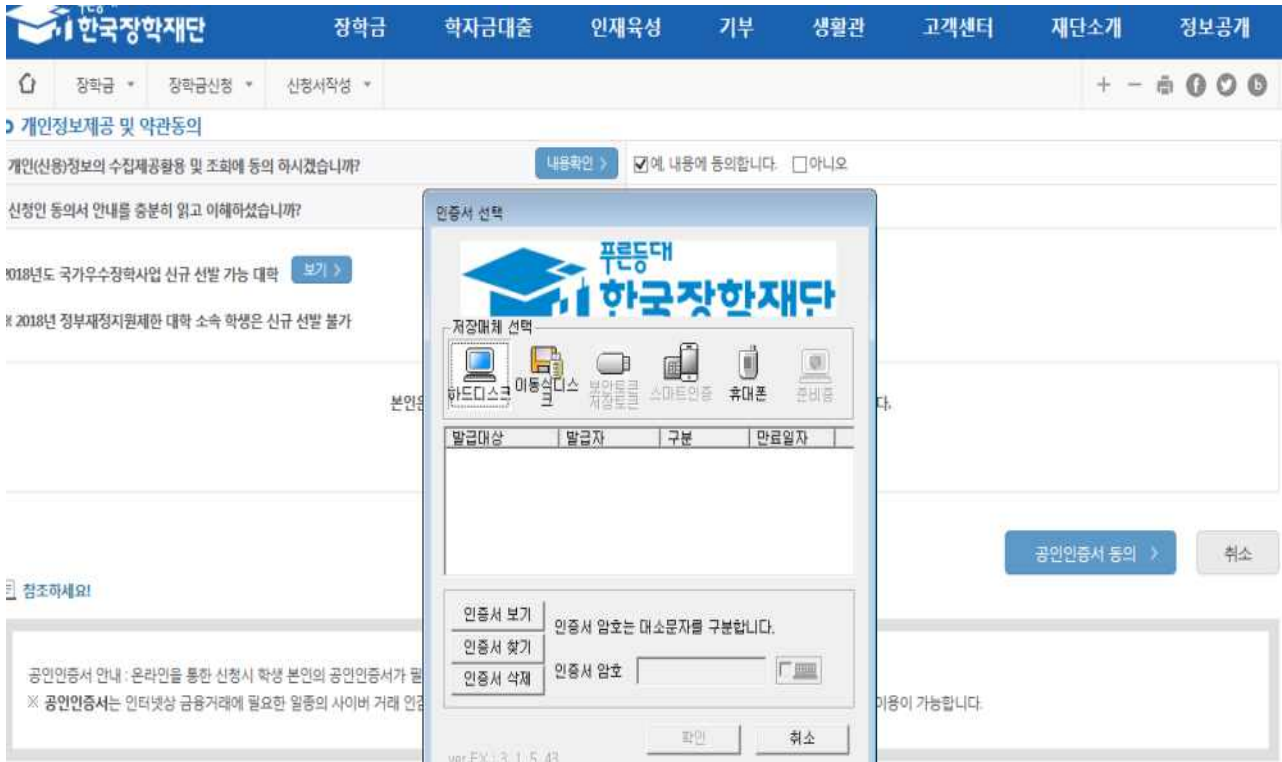 한국장학재단
장학금 학자금대출 인재육성 기부 생활관 고객센터 재단소개 정보공개
장학금 장학금신청 신청서작성
개인정보제공 및 약관동의
개인(신용)정보의 수집제공활용 및 조회에 동의 하시겠습니까? 내용확인 > 예, 내용에 동의합니다. 아니오
신청인 동의서 안내를 충분히 읽고 이해하셨습니까?
2018년도 국가우수장학사업 신규 선발 가능 대학 보기 >
※ 2018년 정부재정지원제한 대학 소속 학생은 신규 선발 불가
본인은
다.
인증서 선택
푸른등대
한국장학재단
저장매체 선택
하드디스크 이동식디스크 보안토큰 저장토큰 스마트인증 휴대폰 준비중
발급대상 발급자 구분 만료일자
인증서 보기
인증서 찾기
인증서 삭제
인증서 암호는 대소문자를 구분합니다.
인증서 암호
확인 취소
ver EX : 3, 1, 5, 43
공인인증서 동의 > 취소
참조하세요!
공인인증서 안내 : 온라인을 통한 신청시 학생 본인의 공인인증서가 필
※ 공인인증서는 인터넷상 금융거래에 필요한 일종의 사이버 거래 인감
이용이 가능합니다.